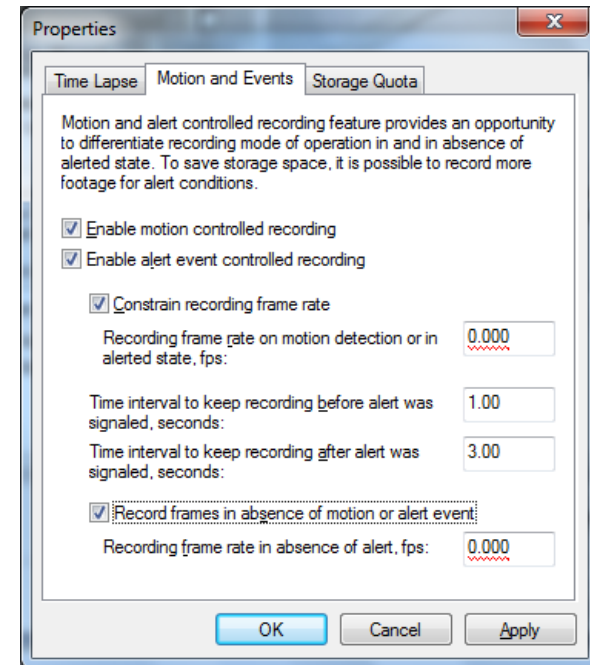 Properties
Time Lapse Motion and Events Storage Quota
Motion and alert controlled recording feature provides an opportunity
to differentiate recording mode of operation in and in absence of
alerted state. To save storage space, it is possible to record more
footage for alert conditions.
Enable motion controlled recording
Enable alert event controlled recording
Constrain recording frame rate
Recording frame rate on motion detection or in
alerted state, fps:
0.000
Time interval to keep recording before alert was
signaled, seconds:
1.00
Time interval to keep recording after alert was
signaled, seconds:
3.00
Record frames in absence of motion or alert event
Recording frame rate in absence of alert, fps: 0.000
OK Cancel Apply